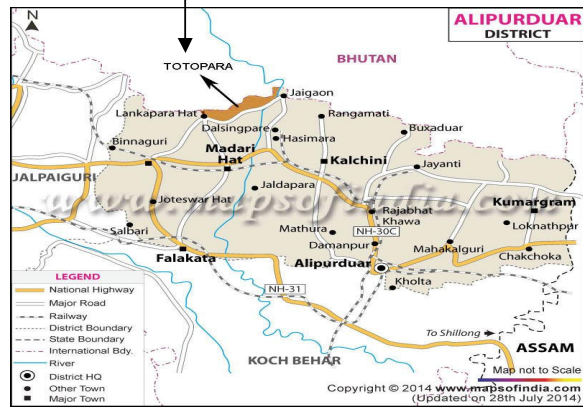 N
ALIPURDUAR
DISTRICT
BHUTAN
TOTOPARA
Jaigaon
Lankapara Hat
Rangamati
Dalsingpare
Hasimara
Buxaduar
Binnaguri
Madari
Hat
Kalchini
Jayanti
JALPAIGURI
Jaldapara
Joteswar Hat
Kumargram
www.mapsofindia.com
Rajabhat
Khawa
Loknathpur
Salbari
Mathura
NH-30C
Damanpur
Mahakalguri
Falakata
Alipurduar
Chakchoka
LEGEND
National Highway
Major Road
Railway
District Boundary
State Boundary
International Bdy.
River
District HQ
Other Town
Major Town
Kholta
NH-31
To Shillong
ASSAM
KOCH BEHAR
Map not to Scale
Copyright © 2014 www.mapsofindia.com
(Updated on 28th July 2014)